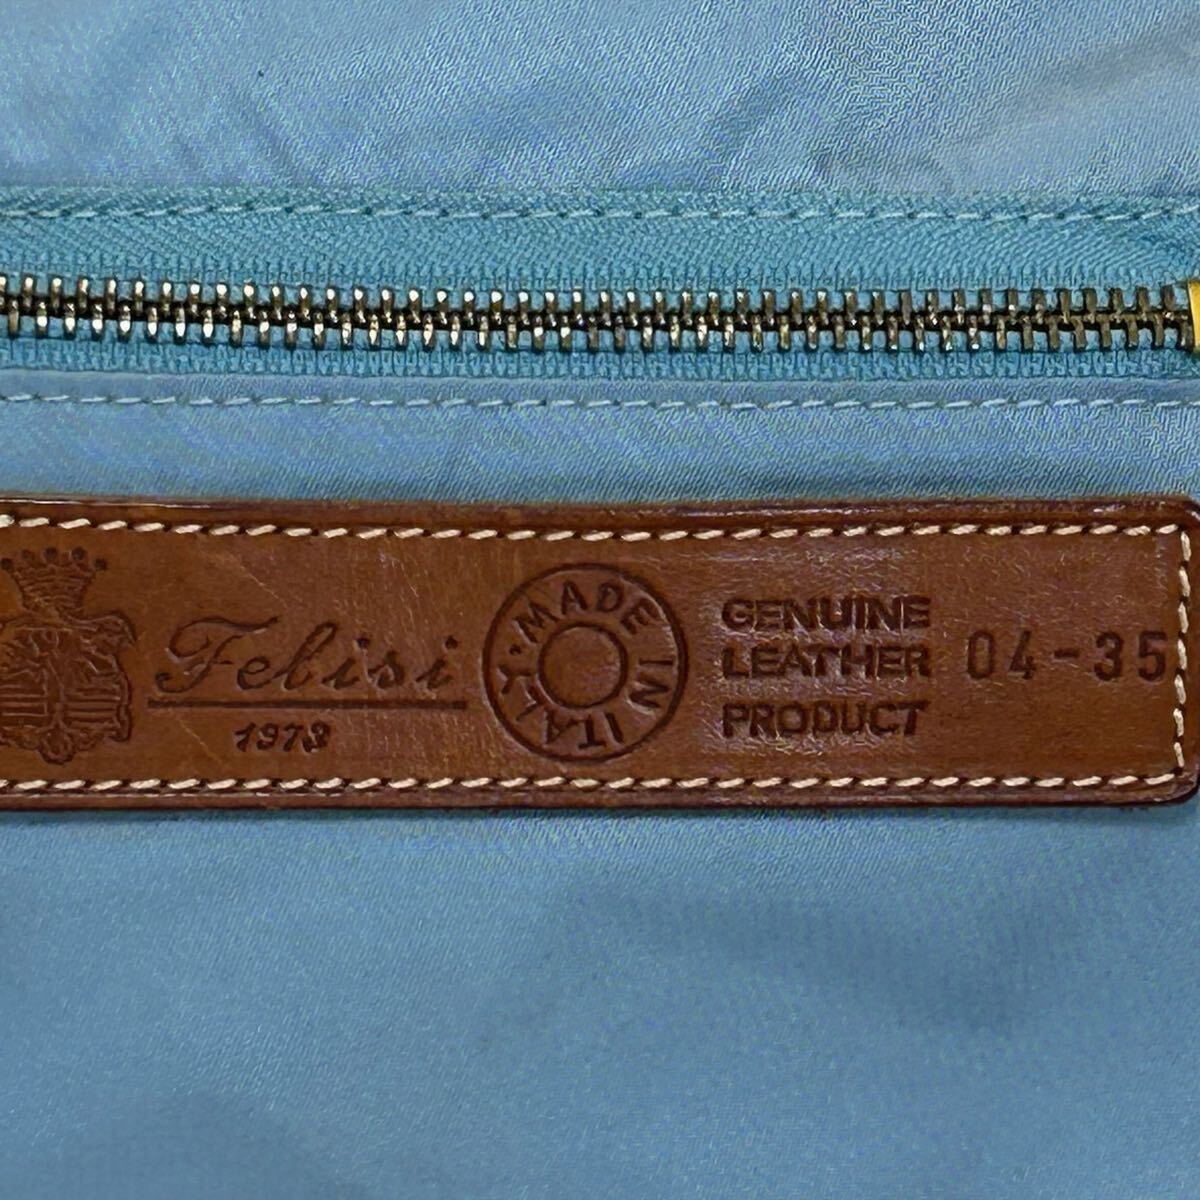 Felisi
1973
MADE IN ITALY
GENUINE
LEATHER
PRODUCT
04-35